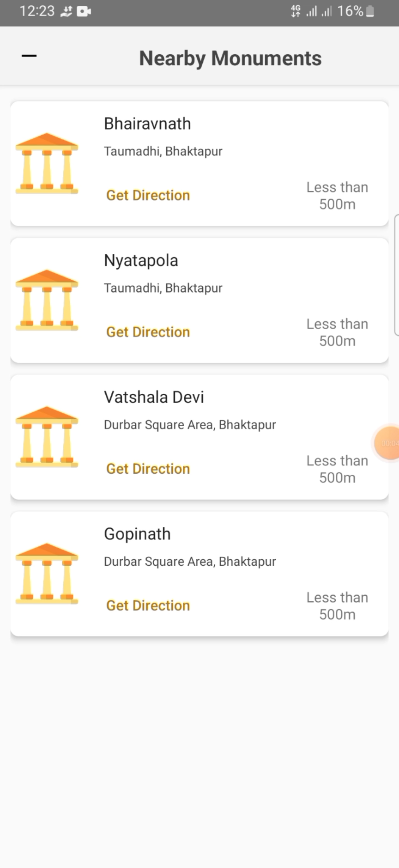 12:23 4G 16%
Nearby Monuments
Bhairavnath
Taumadhi, Bhaktapur
Get Direction
Less than
500m
Nyatapola
Taumadhi, Bhaktapur
Get Direction
Less than
500m
Vatshala Devi
Durbar Square Area, Bhaktapur
Get Direction
Less than
500m
Gopinath
Durbar Square Area, Bhaktapur
Get Direction
Less than
500m